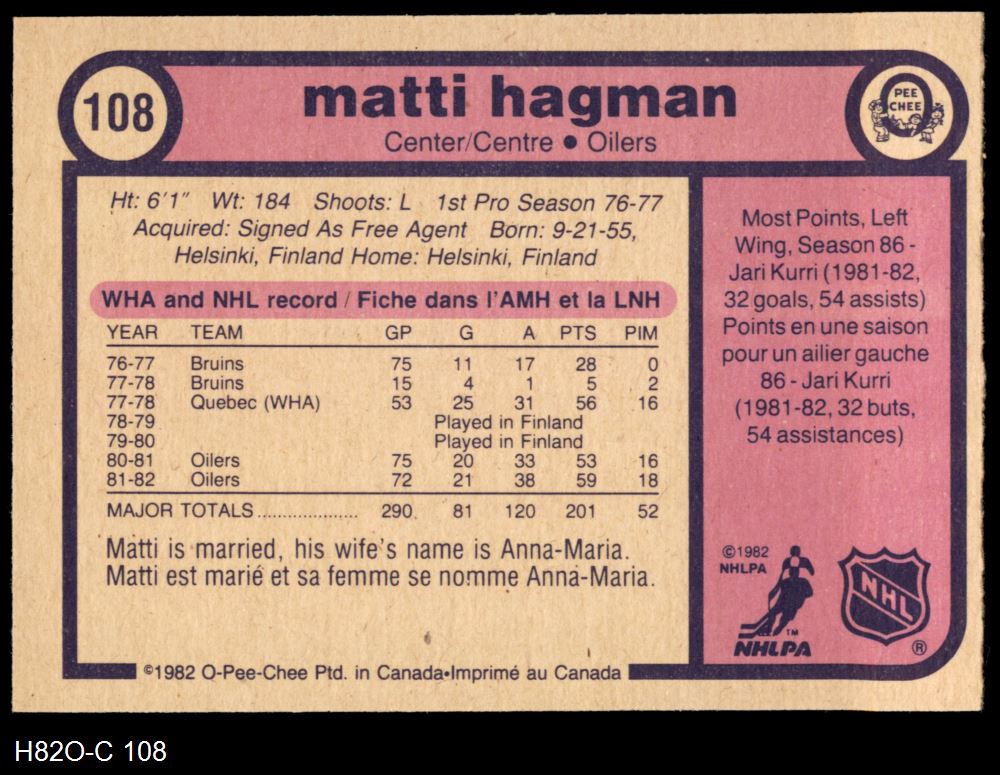 108
matti hagman
Center/Centre • Oilers
PEE
CHEE
Ht: 6'1" Wt: 184 Shoots: L 1st Pro Season 76-77
Acquired: Signed As Free Agent Born: 9-21-55,
Helsinki, Finland Home: Helsinki, Finland
WHA and NHL record / Fiche dans l'AMH et la LNH
YEAR TEAM GP G A PTS PIM
76-77 Bruins 75 11 17 28 0
77-78 Bruins 15 4 1 5 2
77-78 Quebec (WHA) 53 25 31 56 16
78-79 Played in Finland
79-80 Played in Finland
80-81 Oilers 75 20 33 53 16
81-82 Oilers 72 21 38 59 18
MAJOR TOTALS.................... 290 81 120 201 52
Matti is married, his wife's name is Anna-Maria.
Matti est marié et sa femme se nomme Anna-Maria.
©1982 O-Pee-Chee Ptd. in Canada•Imprimé au Canada
Most Points, Left
Wing, Season 86 -
Jari Kurri (1981-82,
32 goals, 54 assists)
Points en une saison
pour un ailier gauche
86 - Jari Kurri
(1981-82, 32 buts,
54 assistances)
©1982
NHLPA
TM
NHLPA
NHL
®
H82O-C 108